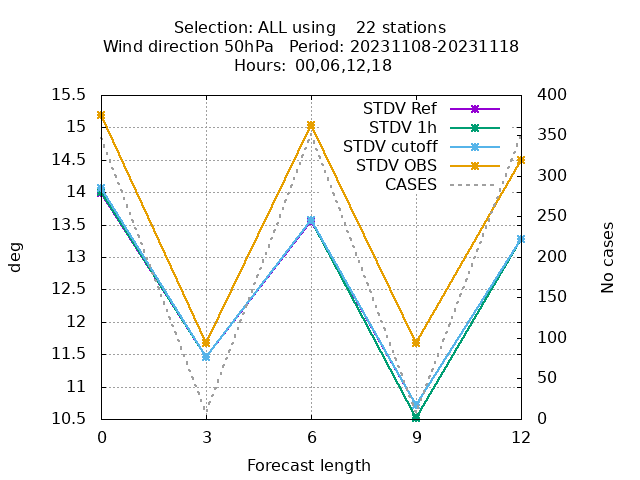 Selection: ALL using    22 stations
Wind direction 50hPa   Period: 20231108-20231118
Hours:  00,06,12,18
15.5
15
14.5
14
13.5
13
12.5
12
11.5
11
10.5
deg
STDV Ref
STDV 1h
STDV cutoff
STDV OBS
CASES
400
350
300
250
200
150
100
50
0
No cases
0 3 6 9 12
Forecast length